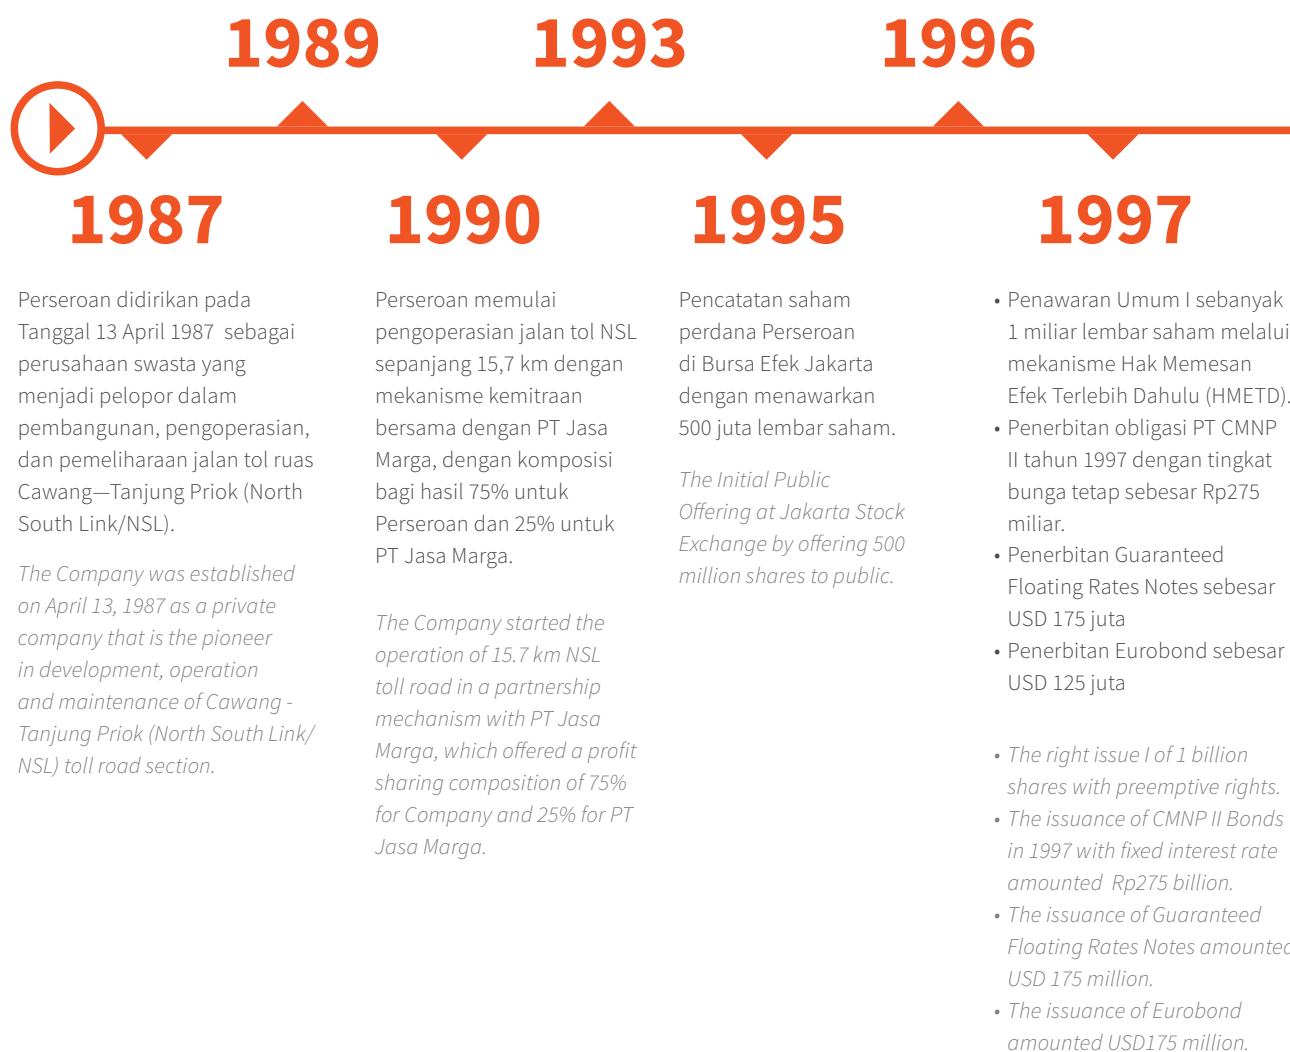 1989
1993
1996
1987
1990
1995
1997
Perseroan didirikan pada
Tanggal 13 April 1987 sebagai
perusahaan swasta yang
menjadi pelopor dalam
pembangunan, pengoperasian,
dan pemeliharaan jalan tol ruas
Cawang—Tanjung Priok (North
South Link/NSL).
The Company was established
on April 13, 1987 as a private
company that is the pioneer
in development, operation
and maintenance of Cawang -
Tanjung Priok (North South Link/
NSL) toll road section.
Perseroan memulai
pengoperasian jalan tol NSL
sepanjang 15,7 km dengan
mekanisme kemitraan
bersama dengan PT Jasa
Marga, dengan komposisi
bagi hasil 75% untuk
Perseroan dan 25% untuk
PT Jasa Marga.
The Company started the
operation of 15.7 km NSL
toll road in a partnership
mechanism with PT Jasa
Marga, which offered a profit
sharing composition of 75%
for Company and 25% for PT
Jasa Marga.
Pencatatan saham
perdana Perseroan
di Bursa Efek Jakarta
dengan menawarkan
500 juta lembar saham.
The Initial Public
Offering at Jakarta Stock
Exchange by offering 500
million shares to public.
• Penawaran Umum I sebanyak
1 miliar lembar saham melalui
mekanisme Hak Memesan
Efek Terlebih Dahulu (HMETD).
• Penerbitan obligasi PT CMNP
II tahun 1997 dengan tingkat
bunga tetap sebesar Rp275
miliar.
• Penerbitan Guaranteed
Floating Rates Notes sebesar
USD 175 juta
• Penerbitan Eurobond sebesar
USD 125 juta
• The right issue I of 1 billion
shares with preemptive rights.
• The issuance of CMNP II Bonds
in 1997 with fixed interest rate
amounted Rp275 billion.
• The issuance of Guaranteed
Floating Rates Notes amounted
USD 175 million.
• The issuance of Eurobond
amounted USD175 million.